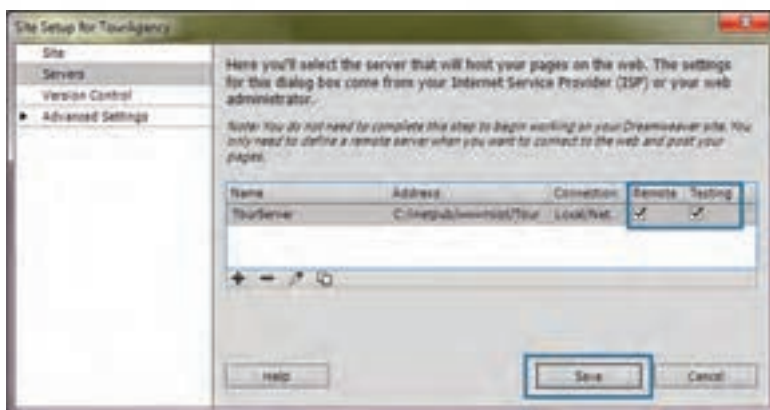 Site Setup for TourAgency
Site
Servers
Version Control
Advanced Settings
Here you'll select the server that will host your pages on the web. The settings
for this dialog box come from your Internet Service Provider (ISP) or your web
administrator.
Note: You do not need to complete this step to begin working on your Dreamweaver site. You
only need to define a remote server when you want to connect to the web and post your
pages.
Name Address Connection Remote Testing
TourServer C:/inetpub/wwwroot/Tour Local/Net
Help Save Cancel